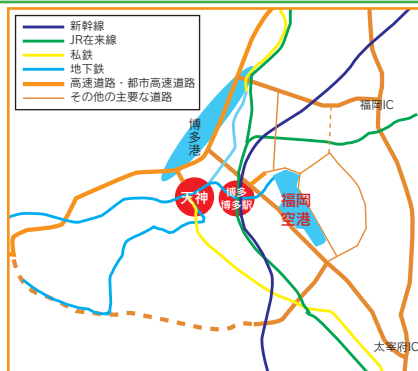 新幹線
JR在来線
私鉄
地下鉄
高速道路・都市高速道路
その他の主要な道路
福岡IC
博多港
天神
博多
博多駅
福岡
空港
太宰府IC